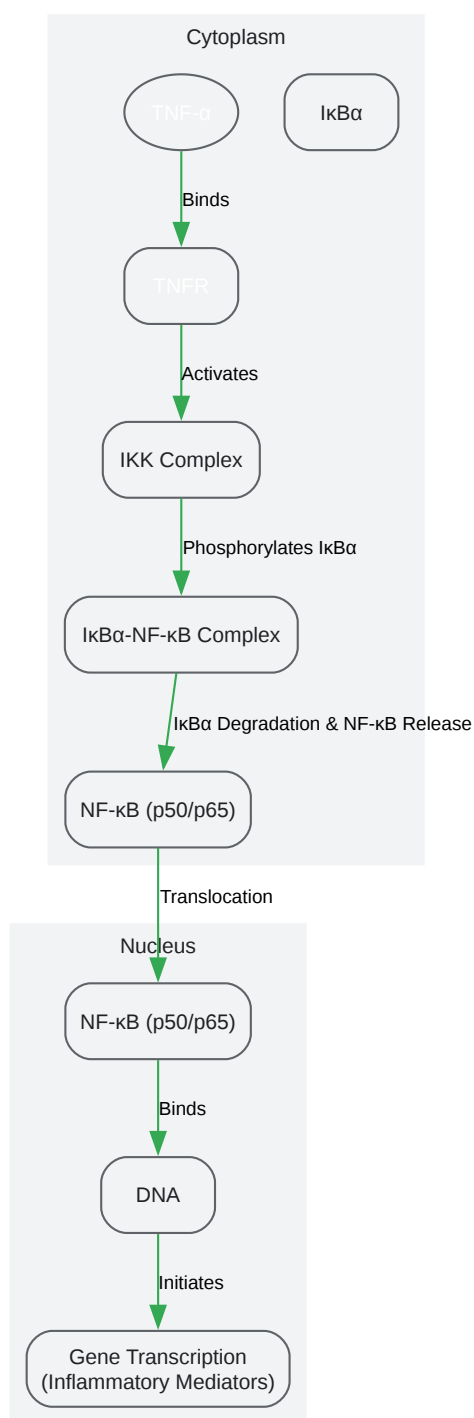 Cytoplasm
TNF-α
IκBα
Binds
TNFR
Activates
IKK Complex
Phosphorylates IκBα
IκBα-NF-κB Complex
IκBα Degradation & NF-κB Release
NF-κB (p50/p65)
Translocation
Nucleus
NF-κB (p50/p65)
Binds
DNA
Initiates
Gene Transcription
(Inflammatory Mediators)